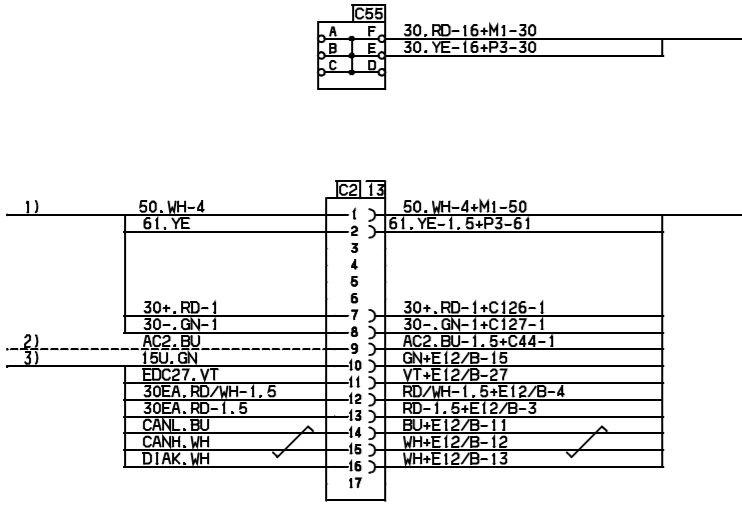 C55
A F 30.RD-16+M1-30
B E 30.YE-16+P3-30
C D
C2 13
1) 50.WH-4 1 50.WH-4+M1-50
61.YE 2 61.YE-1.5+P3-61
3
4
5
6
30+.RD-1 7 30+.RD-1+C126-1
30-.GN-1 8 30-.GN-1+C127-1
2) AC2.BU 9 AC2.BU-1.5+C44-1
3) 15U.GN 10 GN+E12/B-15
EDC27.VT 11 VT+E12/B-27
30EA.RD/WH-1.5 12 RD/WH-1.5+E12/B-4
30EA.RD-1.5 13 RD-1.5+E12/B-3
CANL.BU 14 BU+E12/B-11
CANH.WH 15 WH+E12/B-12
DIAK.WH 16 WH+E12/B-13
17